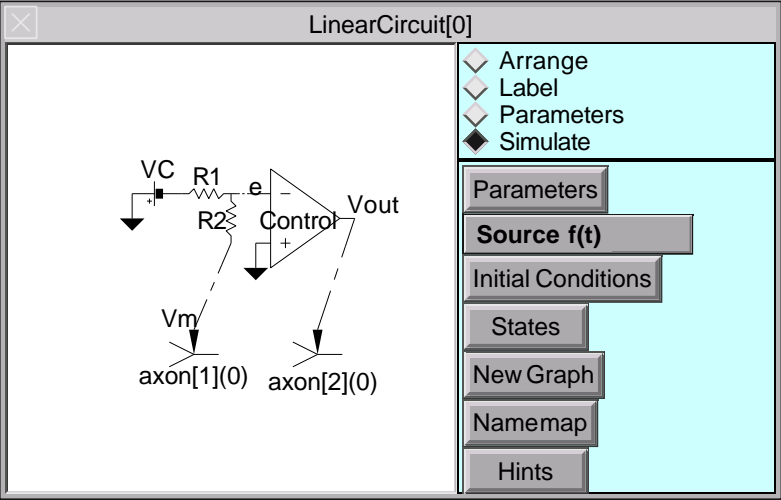 LinearCircuit[0]
Arrange
Label
Parameters
Simulate
VC
R1
e
−
R2
Control
Vout
+
+
Vm
axon[1](0)
axon[2](0)
Parameters
Source f(t)
Initial Conditions
States
New Graph
Namemap
Hints